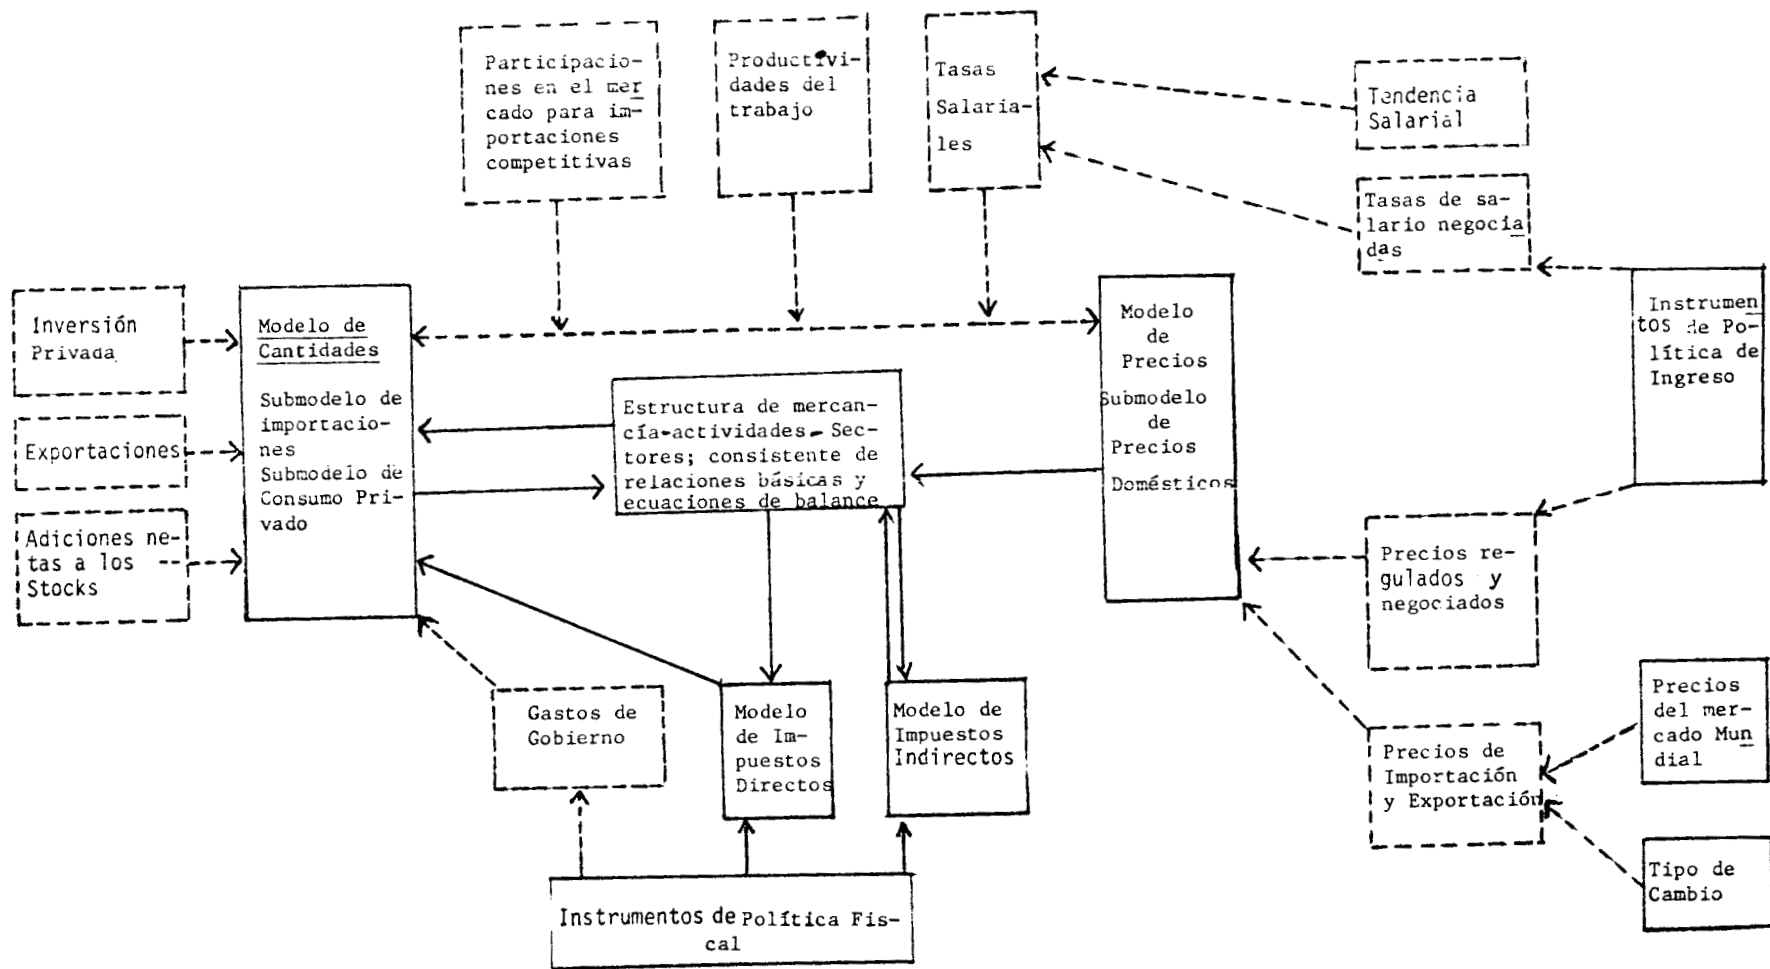 Participacio-
nes en el mer
cado para im-
portaciones
competitivas
Productivi-
dades del
trabajo
Tasas
Salaria-
les
Tendencia
Salarial
Tasas de sa-
lario negocia
das
Inversión
Privada
Exportaciones
Adiciones ne-
tas a los
Stocks
Modelo de
Cantidades
Submodelo de
importacio-
nes
Submodelo de
Consumo Pri-
vado
Estructura de mercan-
cía-actividades- Sec-
tores; consistente de
relaciones básicas y
ecuaciones de balance
Modelo
de
Precios
Submodelo
de
Precios
Domésticos
Instrumen
tos de Po-
lítica de
Ingreso
Precios re-
gulados y
negociados
Precios de
Importación
y Exportación
Precios
del mer-
cado Mun
dial
Tipo de
Cambio
Gastos de
Gobierno
Modelo
de Im-
puestos
Directos
Modelo de
Impuestos
Indirectos
Instrumentos de Política Fis-
cal